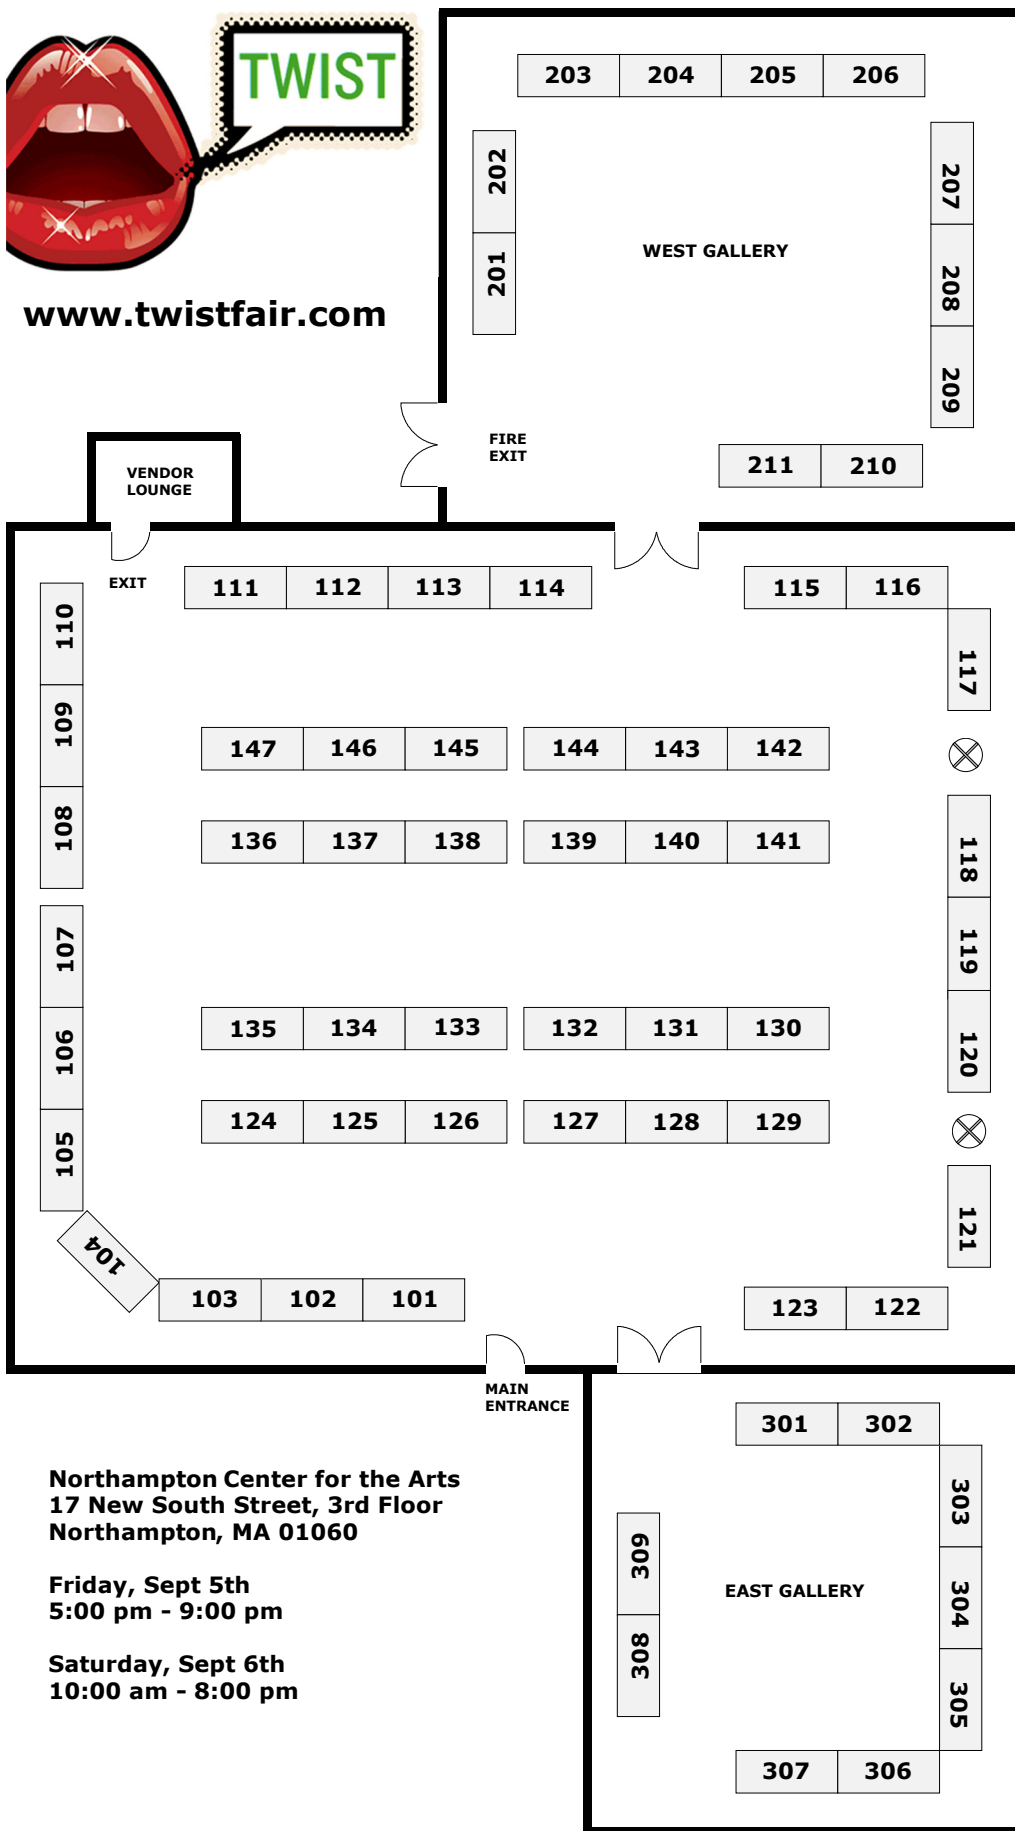 TWIST
www.twistfair.com
203 204 205 206
202
201
WEST GALLERY
207
208
209
FIRE
EXIT
211 210
VENDOR
LOUNGE
EXIT
111 112 113 114
115 116
110
109
108
107
106
105
104
117
147 146 145 144 143 142
136 137 138 139 140 141
118
119
120
135 134 133 132 131 130
124 125 126 127 128 129
121
103 102 101
123 122
MAIN
ENTRANCE
301 302
303
304
305
309
308
EAST GALLERY
307 306
Northampton Center for the Arts
17 New South Street, 3rd Floor
Northampton, MA 01060
Friday, Sept 5th
5:00 pm - 9:00 pm
Saturday, Sept 6th
10:00 am - 8:00 pm